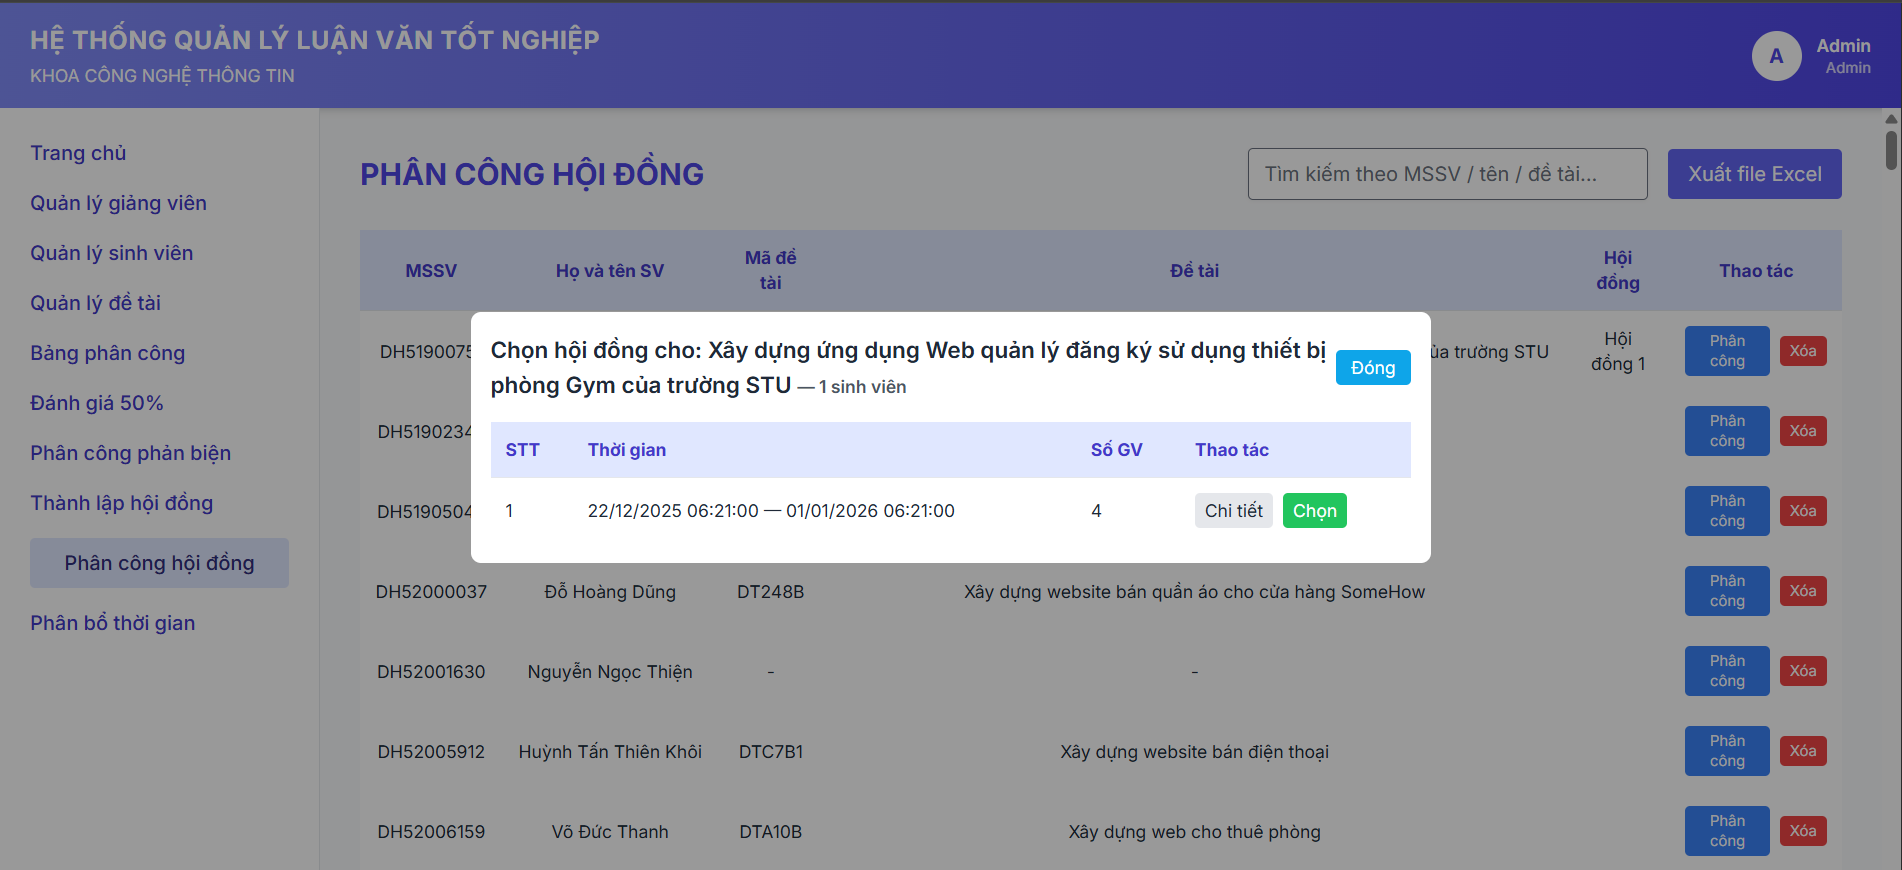 HỆ THỐNG QUẢN LÝ LUẬN VĂN TỐT NGHIỆP
KHOA CÔNG NGHỆ THÔNG TIN
A
Admin
Admin
Trang chủ
Quản lý giảng viên
Quản lý sinh viên
Quản lý đề tài
Bảng phân công
Đánh giá 50%
Phân công phản biện
Thành lập hội đồng
Phân công hội đồng
Phân bổ thời gian
PHÂN CÔNG HỘI ĐỒNG
Tìm kiếm theo MSSV / tên / đề tài...
Xuất file Excel
MSSV Họ và tên SV Mã đề tài Đề tài Hội đồng Thao tác
DH5190075 ủa trường STU Hội đồng 1 Phân công Xóa
DH5190234 Phân công Xóa
DH5190504 Phân công Xóa
Chọn hội đồng cho: Xây dựng ứng dụng Web quản lý đăng ký sử dụng thiết bị
phòng Gym của trường STU — 1 sinh viên
Đóng
STT Thời gian Số GV Thao tác
1 22/12/2025 06:21:00 — 01/01/2026 06:21:00 4 Chi tiết Chọn
DH52000037 Đỗ Hoàng Dũng DT248B Xây dựng website bán quần áo cho cửa hàng SomeHow Phân công Xóa
DH52001630 Nguyễn Ngọc Thiện - - Phân công Xóa
DH52005912 Huỳnh Tấn Thiên Khôi DTC7B1 Xây dựng website bán điện thoại Phân công Xóa
DH52006159 Võ Đức Thanh DTA10B Xây dựng web cho thuê phòng Phân công Xóa